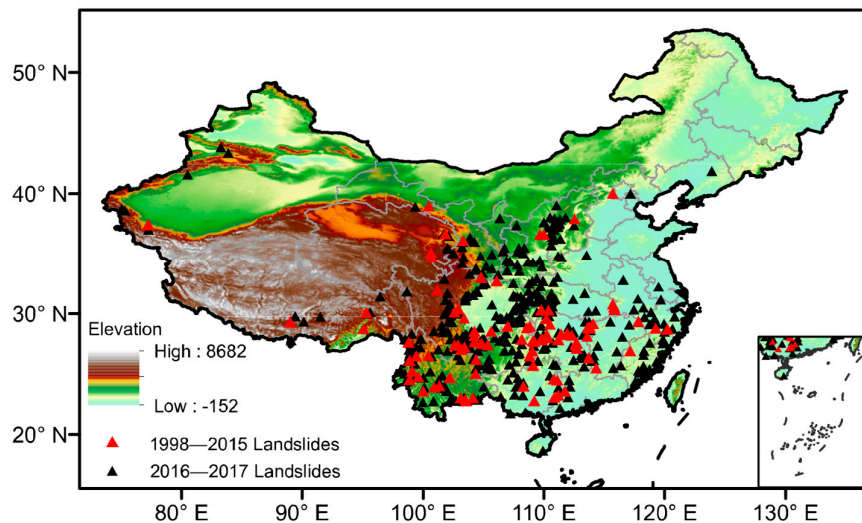 50° N
40° N
30° N
20° N
Elevation
High : 8682
Low : -152
1998—2015 Landslides
2016—2017 Landslides
80° E 90° E 100° E 110° E 120° E 130° E